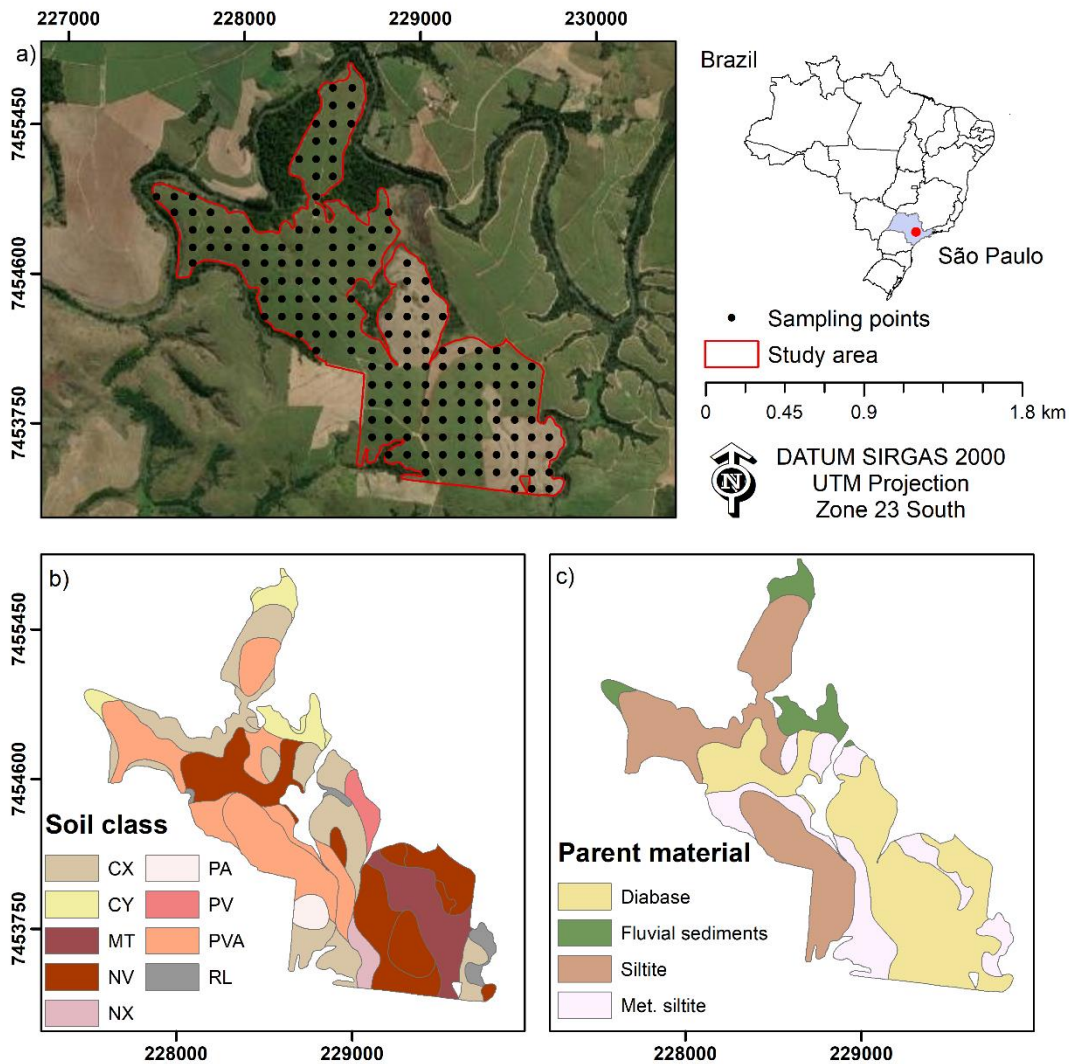 227000 228000 229000 230000
a)
7455450
7454600
7453750
Brazil
São Paulo
Sampling points
Study area
0 0.45 0.9 1.8 km
N
DATUM SIRGAS 2000
UTM Projection
Zone 23 South
b)
7455450
7454600
7453750
Soil class
CX PA
CY PV
MT PVA
NV RL
NX
228000 229000
c)
Parent material
Diabase
Fluvial sediments
Siltite
Met. siltite
228000 229000